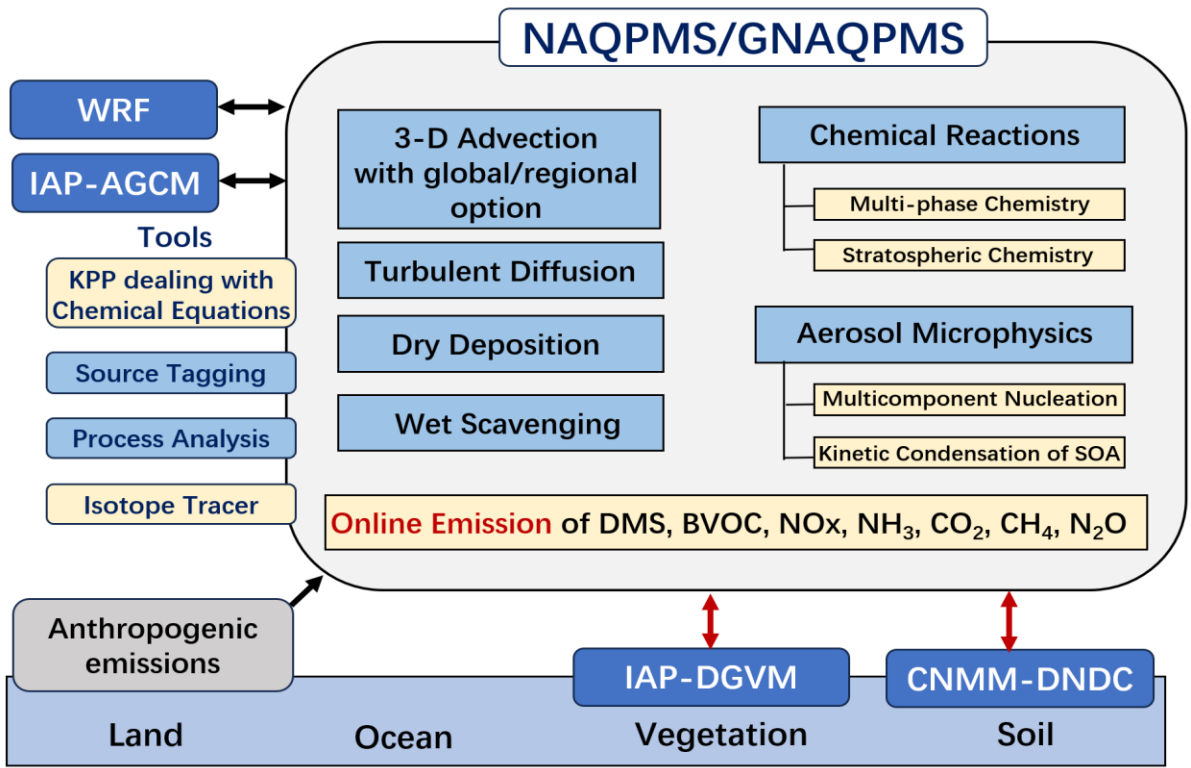 NAQPMS/GNAQPMS
WRF
IAP-AGCM
Tools
KPP dealing with
Chemical Equations
Source Tagging
Process Analysis
Isotope Tracer
3-D Advection
with global/regional
option
Turbulent Diffusion
Dry Deposition
Wet Scavenging
Chemical Reactions
Multi-phase Chemistry
Stratospheric Chemistry
Aerosol Microphysics
Multicomponent Nucleation
Kinetic Condensation of SOA
Online Emission of DMS, BVOC, NOx, NH₃, CO₂, CH₄, N₂O
Anthropogenic
emissions
IAP-DGVM
CNMM-DNDC
Land
Ocean
Vegetation
Soil